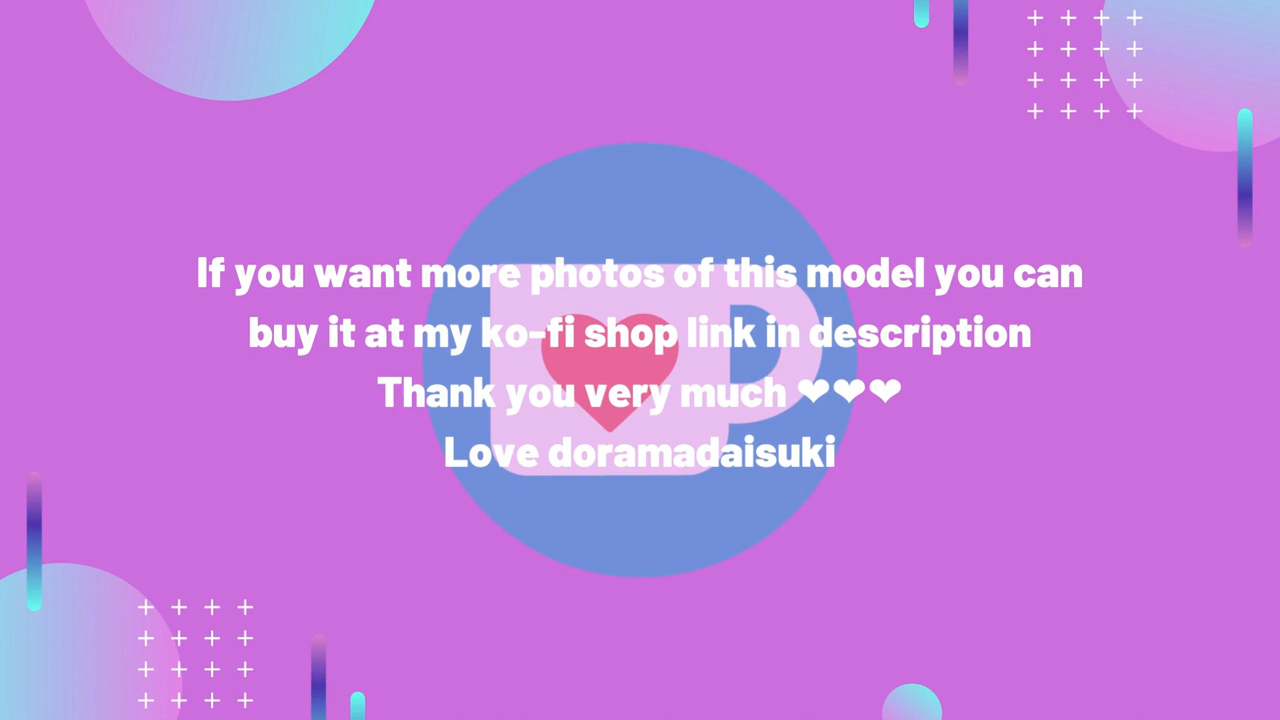 If you want more photos of this model you can
buy it at my ko-fi shop link in description
Thank you very much ❤❤❤
Love doramadaisuki